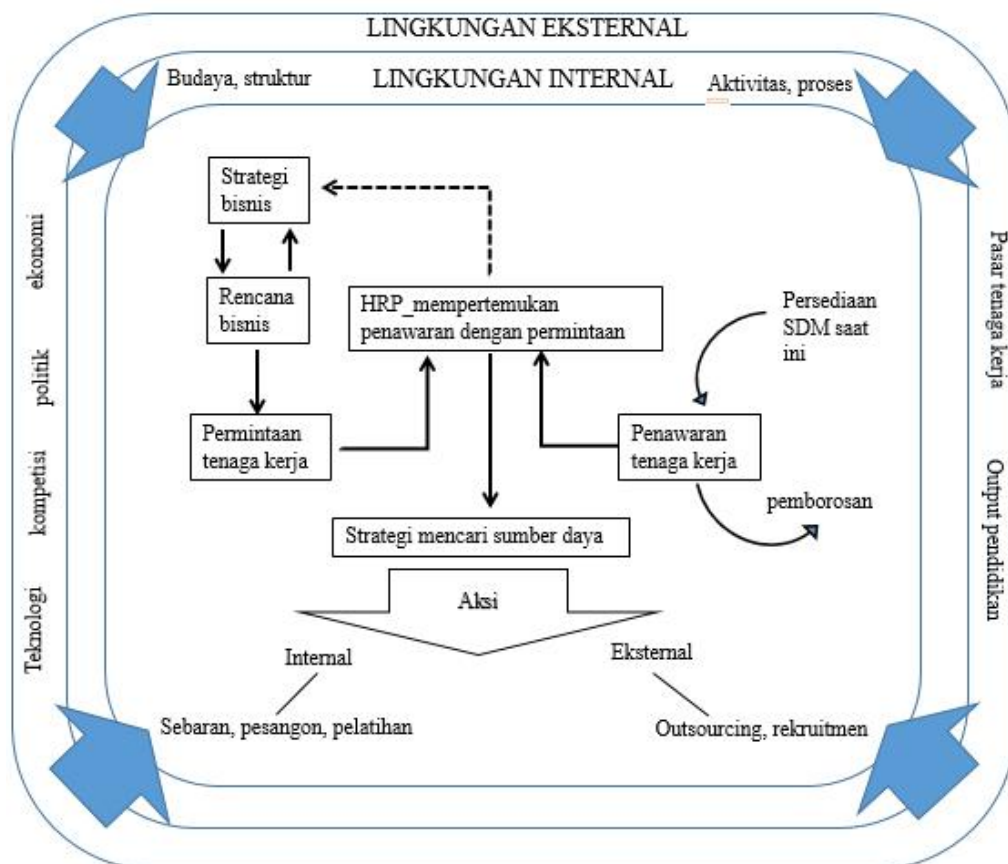 LINGKUNGAN EKSTERNAL
Budaya, struktur
LINGKUNGAN INTERNAL
Aktivitas, proses
Strategi
bisnis
Rencana
bisnis
HRP_mempertemukan
penawaran dengan permintaan
Persediaan
SDM saat
ini
Permintaan
tenaga kerja
Penawaran
tenaga kerja
pemborosan
Strategi mencari sumber daya
Aksi
Internal
Eksternal
Sebaran, pesangon, pelatihan
Outsourcing, rekruitmen
ekonomi
politik
kompetisi
Teknologi
Pasar tenaga kerja
Output pendidikan